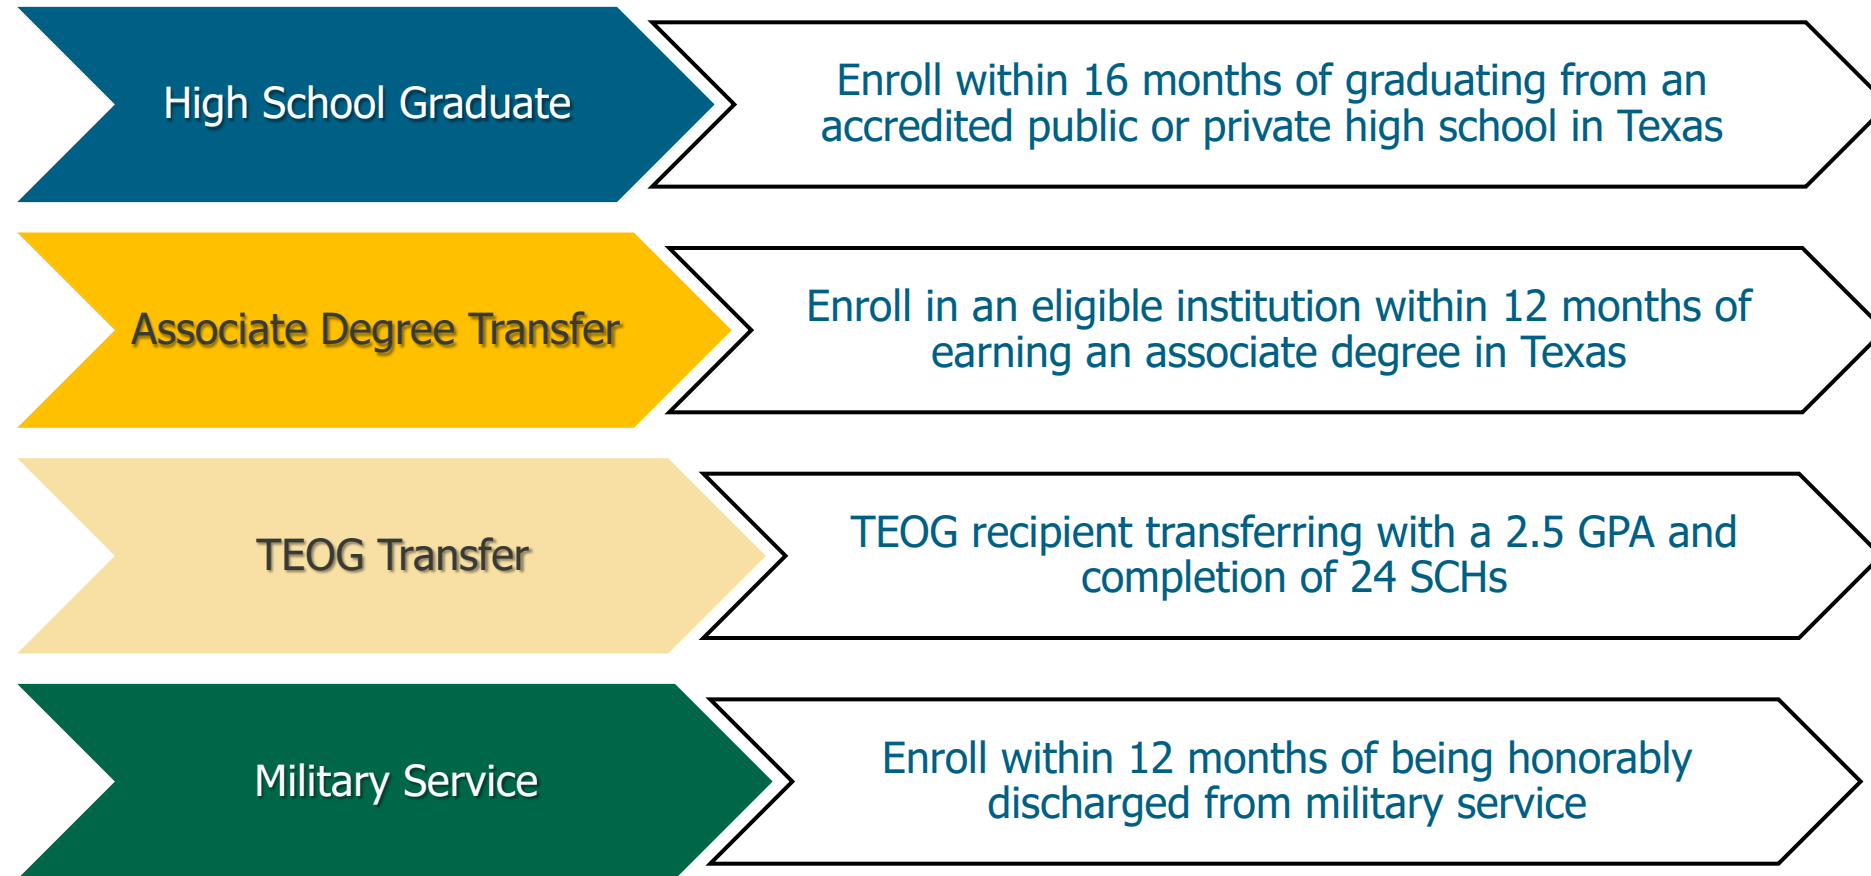 High School Graduate
Enroll within 16 months of graduating from an
accredited public or private high school in Texas
Associate Degree Transfer
Enroll in an eligible institution within 12 months of
earning an associate degree in Texas
TEOG Transfer
TEOG recipient transferring with a 2.5 GPA and
completion of 24 SCHs
Military Service
Enroll within 12 months of being honorably
discharged from military service